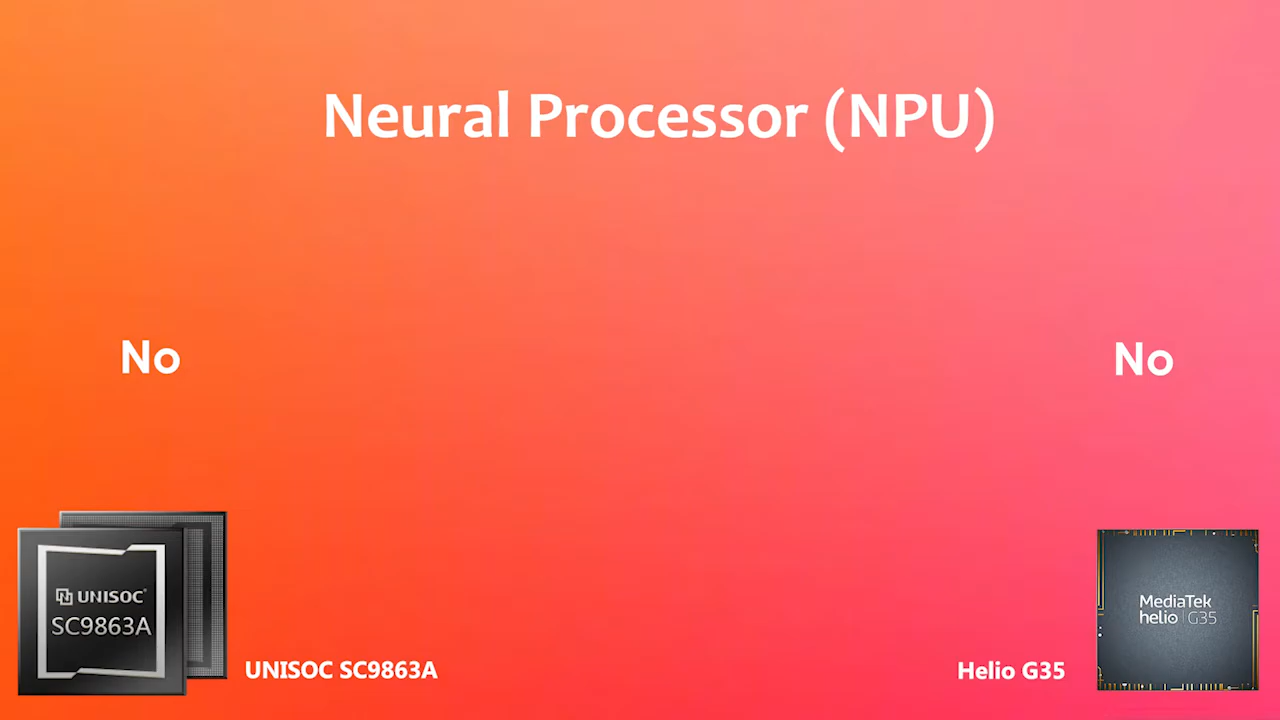 Neural Processor (NPU)
No
No
UNISOC
SC9863A
UNISOC SC9863A
Helio G35
MediaTek
helio G35